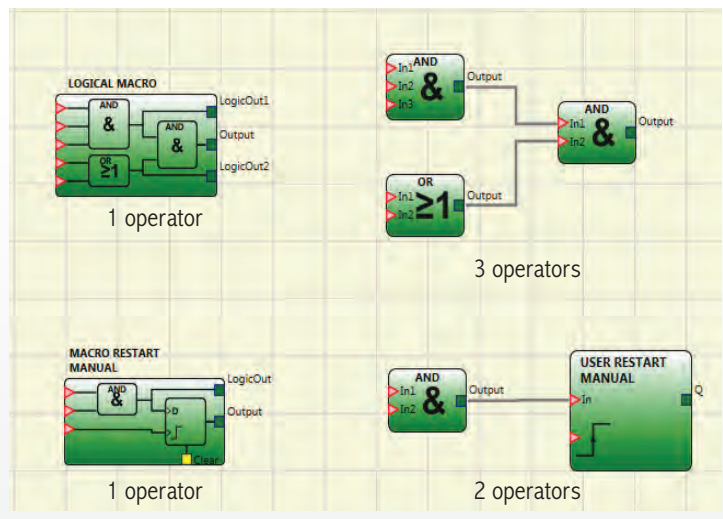 LOGICAL MACRO
AND
&
OR
≥1
AND
&
LogicOut1
Output
LogicOut2
1 operator
AND
In1
In2
In3
&
Output
OR
In1
In2
≥1
Output
AND
In1
In2
&
Output
3 operators
MACRO RESTART
MANUAL
AND
&
D
LogicOut
Output
Clear
1 operator
AND
In1
In2
&
Output
USER RESTART
MANUAL
In
Q
2 operators